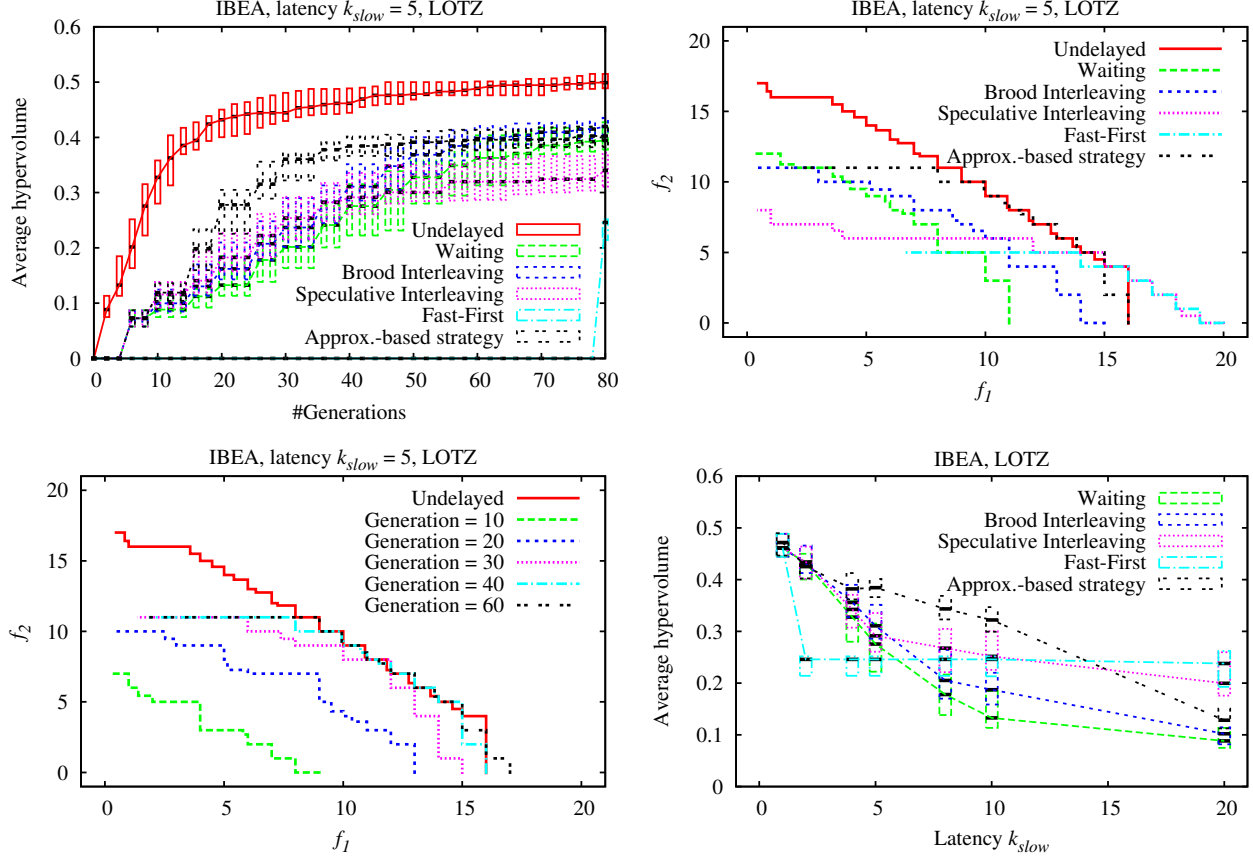 IBEA, latency k_slow = 5, LOTZ
Average hypervolume
0.6
0.5
0.4
0.3
0.2
0.1
0
Undelayed
Waiting
Brood Interleaving
Speculative Interleaving
Fast-First
Approx.-based strategy
0 10 20 30 40 50 60 70 80
#Generations
IBEA, latency k_slow = 5, LOTZ
f_2
20
15
10
5
0
Undelayed
Waiting
Brood Interleaving
Speculative Interleaving
Fast-First
Approx.-based strategy
0 5 10 15 20
f_1
IBEA, latency k_slow = 5, LOTZ
f_2
20
15
10
5
0
Undelayed
Generation = 10
Generation = 20
Generation = 30
Generation = 40
Generation = 60
0 5 10 15 20
f_1
IBEA, LOTZ
Average hypervolume
0.6
0.5
0.4
0.3
0.2
0.1
0
Waiting
Brood Interleaving
Speculative Interleaving
Fast-First
Approx.-based strategy
0 5 10 15 20
Latency k_slow